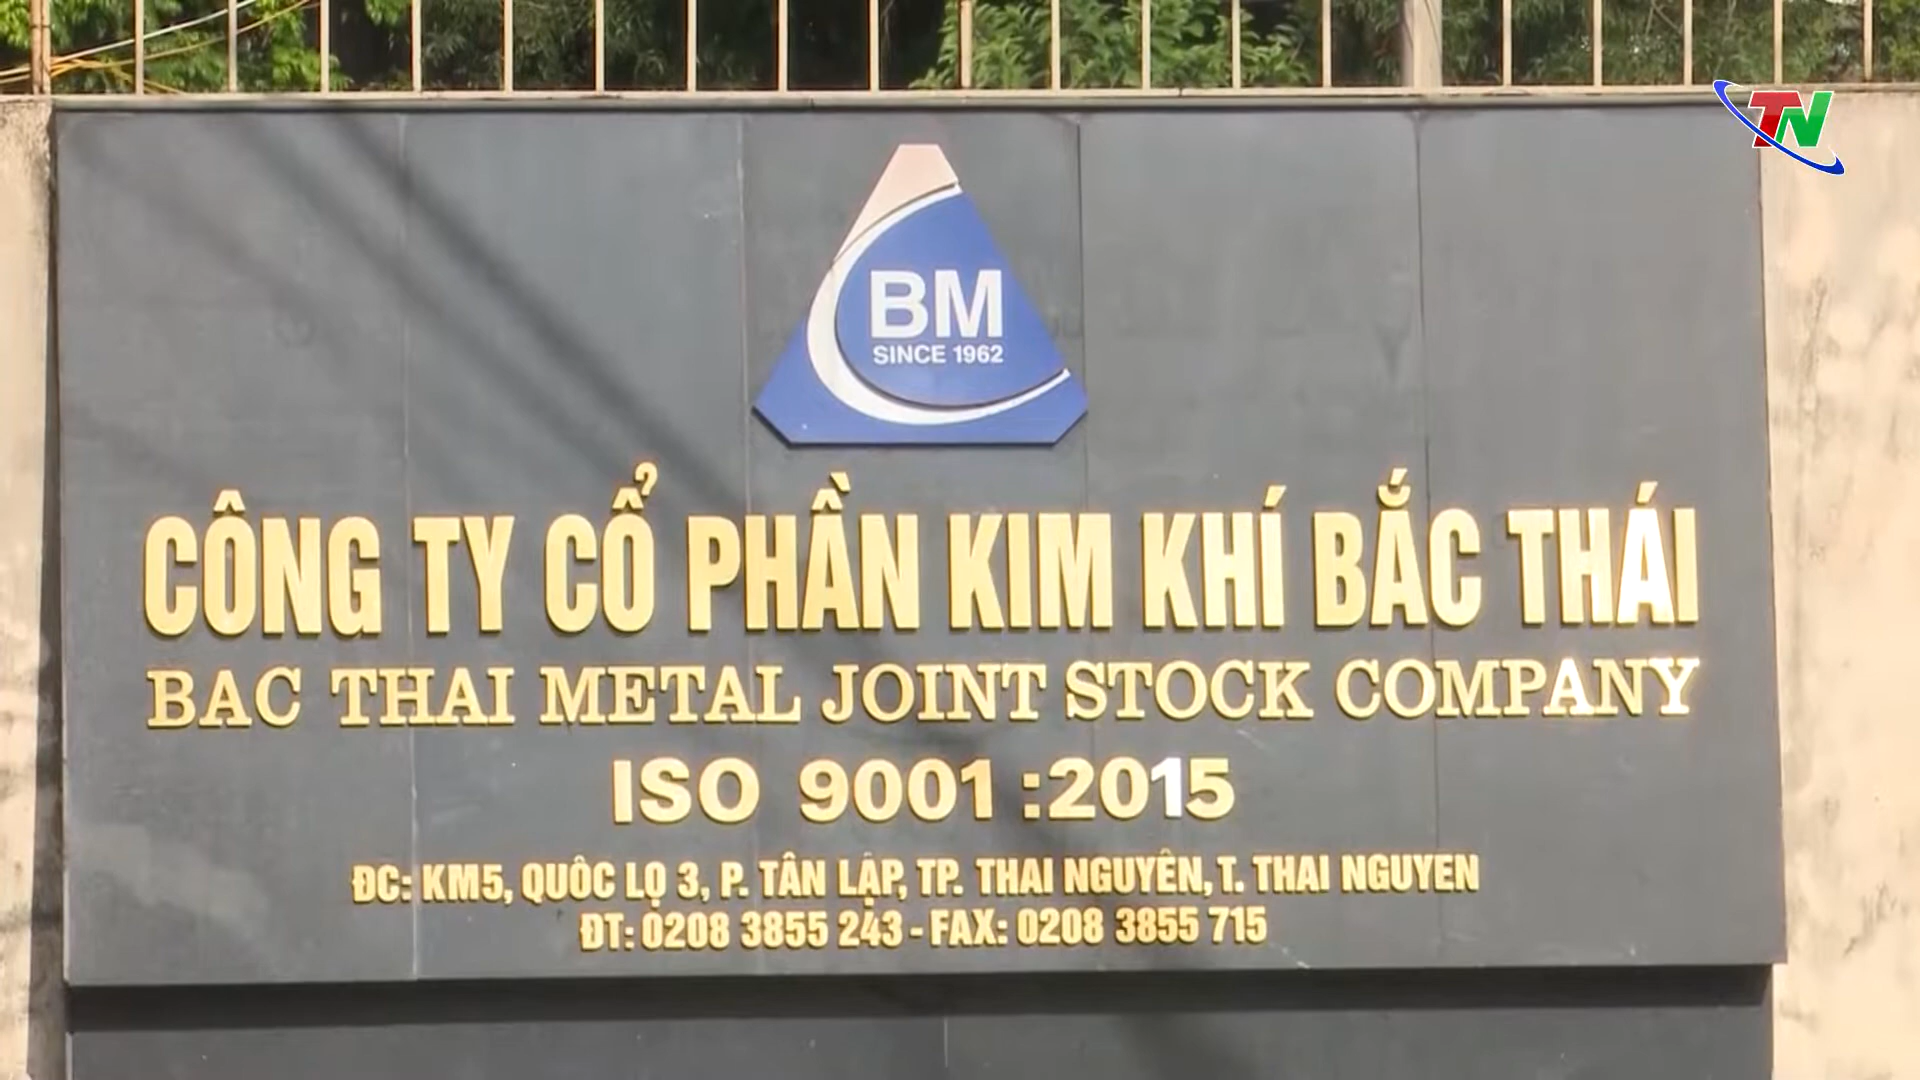 TN
BM
SINCE 1962
CÔNG TY CỔ PHẦN KIM KHÍ BẮC THÁI
BAC THAI METAL JOINT STOCK COMPANY
ISO 9001 :2015
ĐC: KM5, QUÔC LỌ 3, P. TÂN LẬP, TP. THAI NGUYÊN, T. THAI NGUYEN
ĐT: 0208 3855 243 - FAX: 0208 3855 715